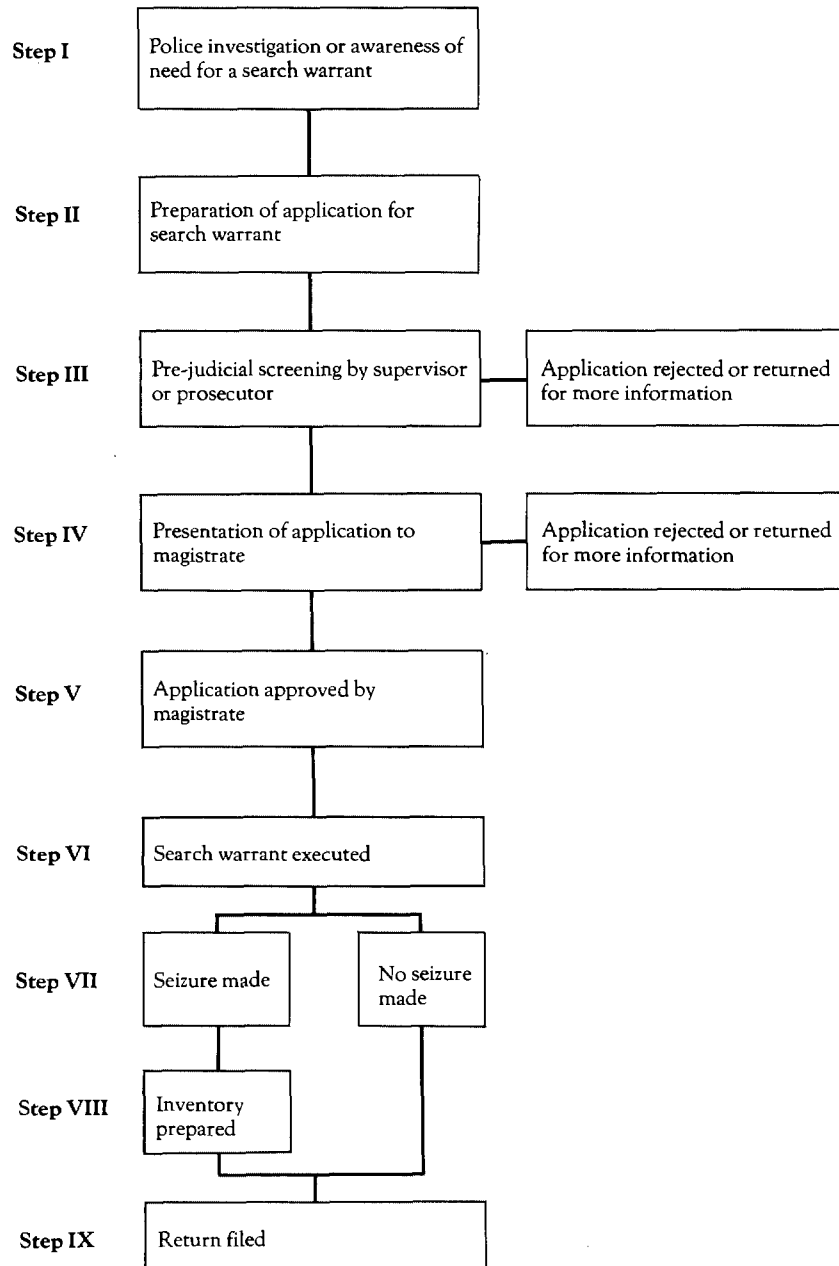 Step I
Police investigation or awareness of
need for a search warrant
Step II
Preparation of application for
search warrant
Step III
Pre-judicial screening by supervisor
or prosecutor
Application rejected or returned
for more information
Step IV
Presentation of application to
magistrate
Application rejected or returned
for more information
Step V
Application approved by
magistrate
Step VI
Search warrant executed
Step VII
Seizure made
No seizure
made
Step VIII
Inventory
prepared
Step IX
Return filed